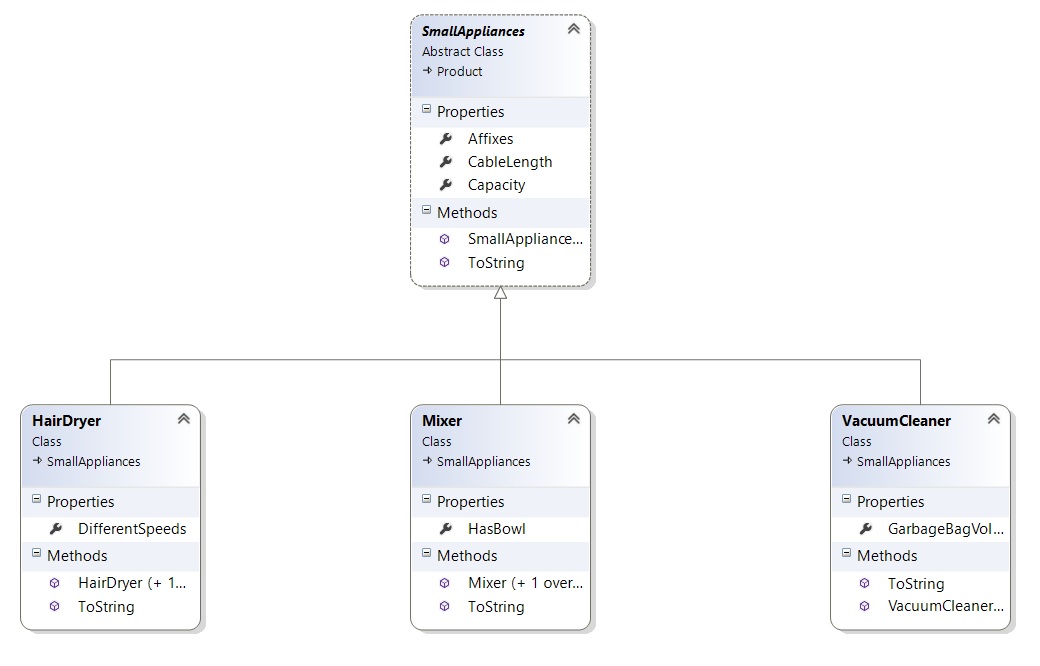 SmallAppliances
Abstract Class
Product
Properties
Affixes
CableLength
Capacity
Methods
SmallAppliance...
ToString
HairDryer
Class
SmallAppliances
Properties
DifferentSpeeds
Methods
HairDryer (+ 1...
ToString
Mixer
Class
SmallAppliances
Properties
HasBowl
Methods
Mixer (+ 1 over...
ToString
VacuumCleaner
Class
SmallAppliances
Properties
GarbageBagVol...
Methods
ToString
VacuumCleaner...